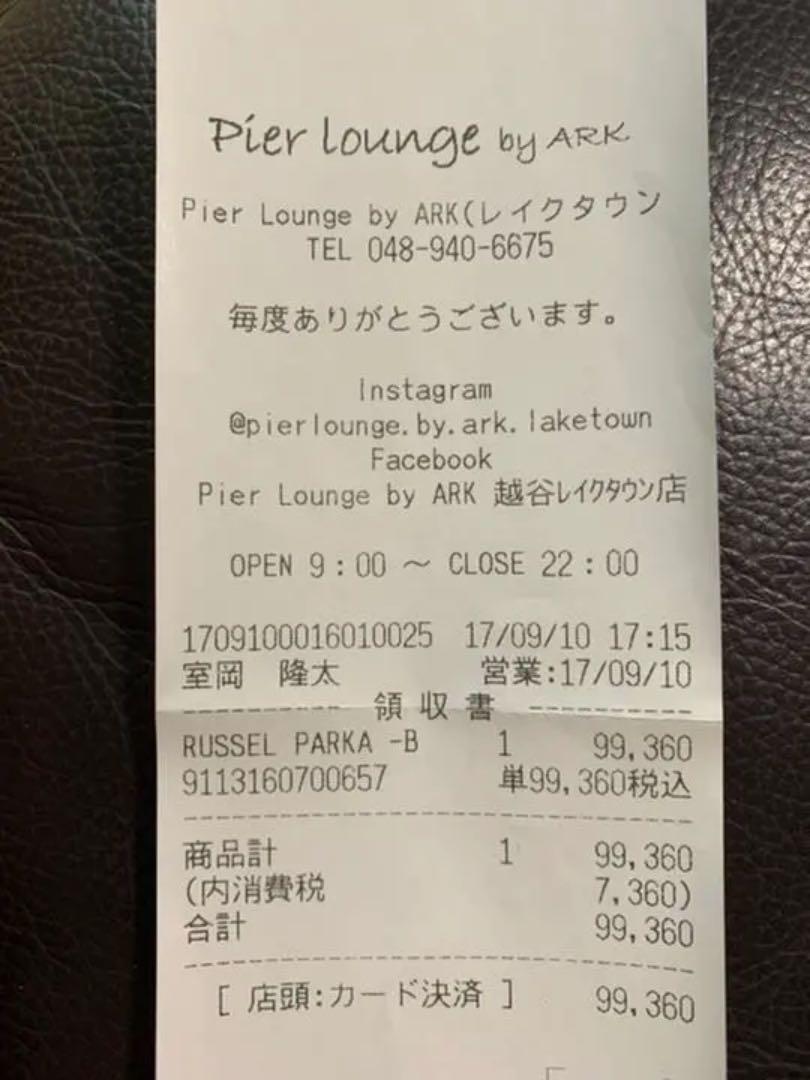 Pier lounge by ARK
Pier Lounge by ARK(レイクタウン
TEL 048-940-6675
毎度ありがとうございます。
Instagram
@pierlounge.by.ark.laketown
Facebook
Pier Lounge by ARK 越谷レイクタウン店
OPEN 9:00 ～ CLOSE 22:00
1709100016010025 17/09/10 17:15
室岡 隆太 営業:17/09/10
領収書
RUSSEL PARKA -B 1 99,360
9113160700657 単99,360税込
商品計 1 99,360
(内消費税 7,360)
合計 99,360
[ 店頭:カード決済 ] 99,360